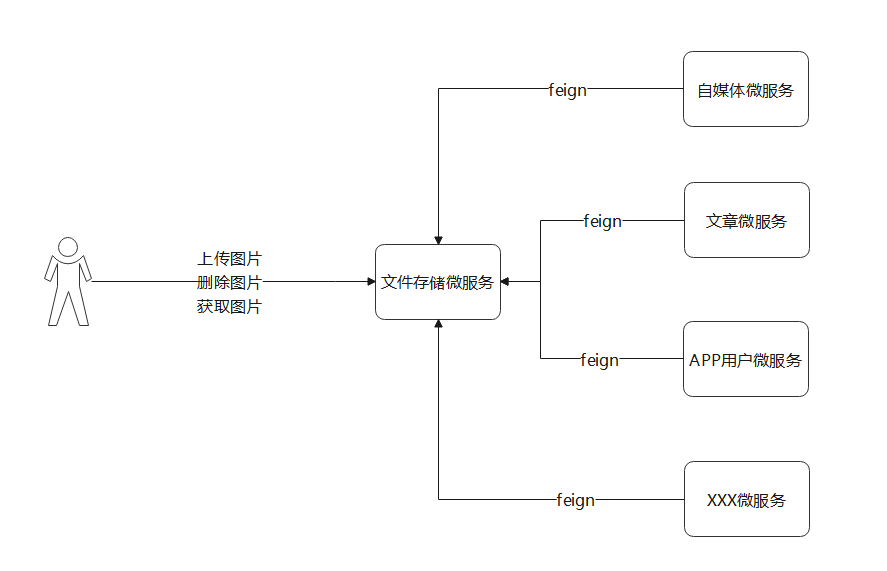 feign
自媒体微服务
feign
文章微服务
上传图片
删除图片
获取图片
文件存储微服务
feign
APP用户微服务
feign
XXX微服务